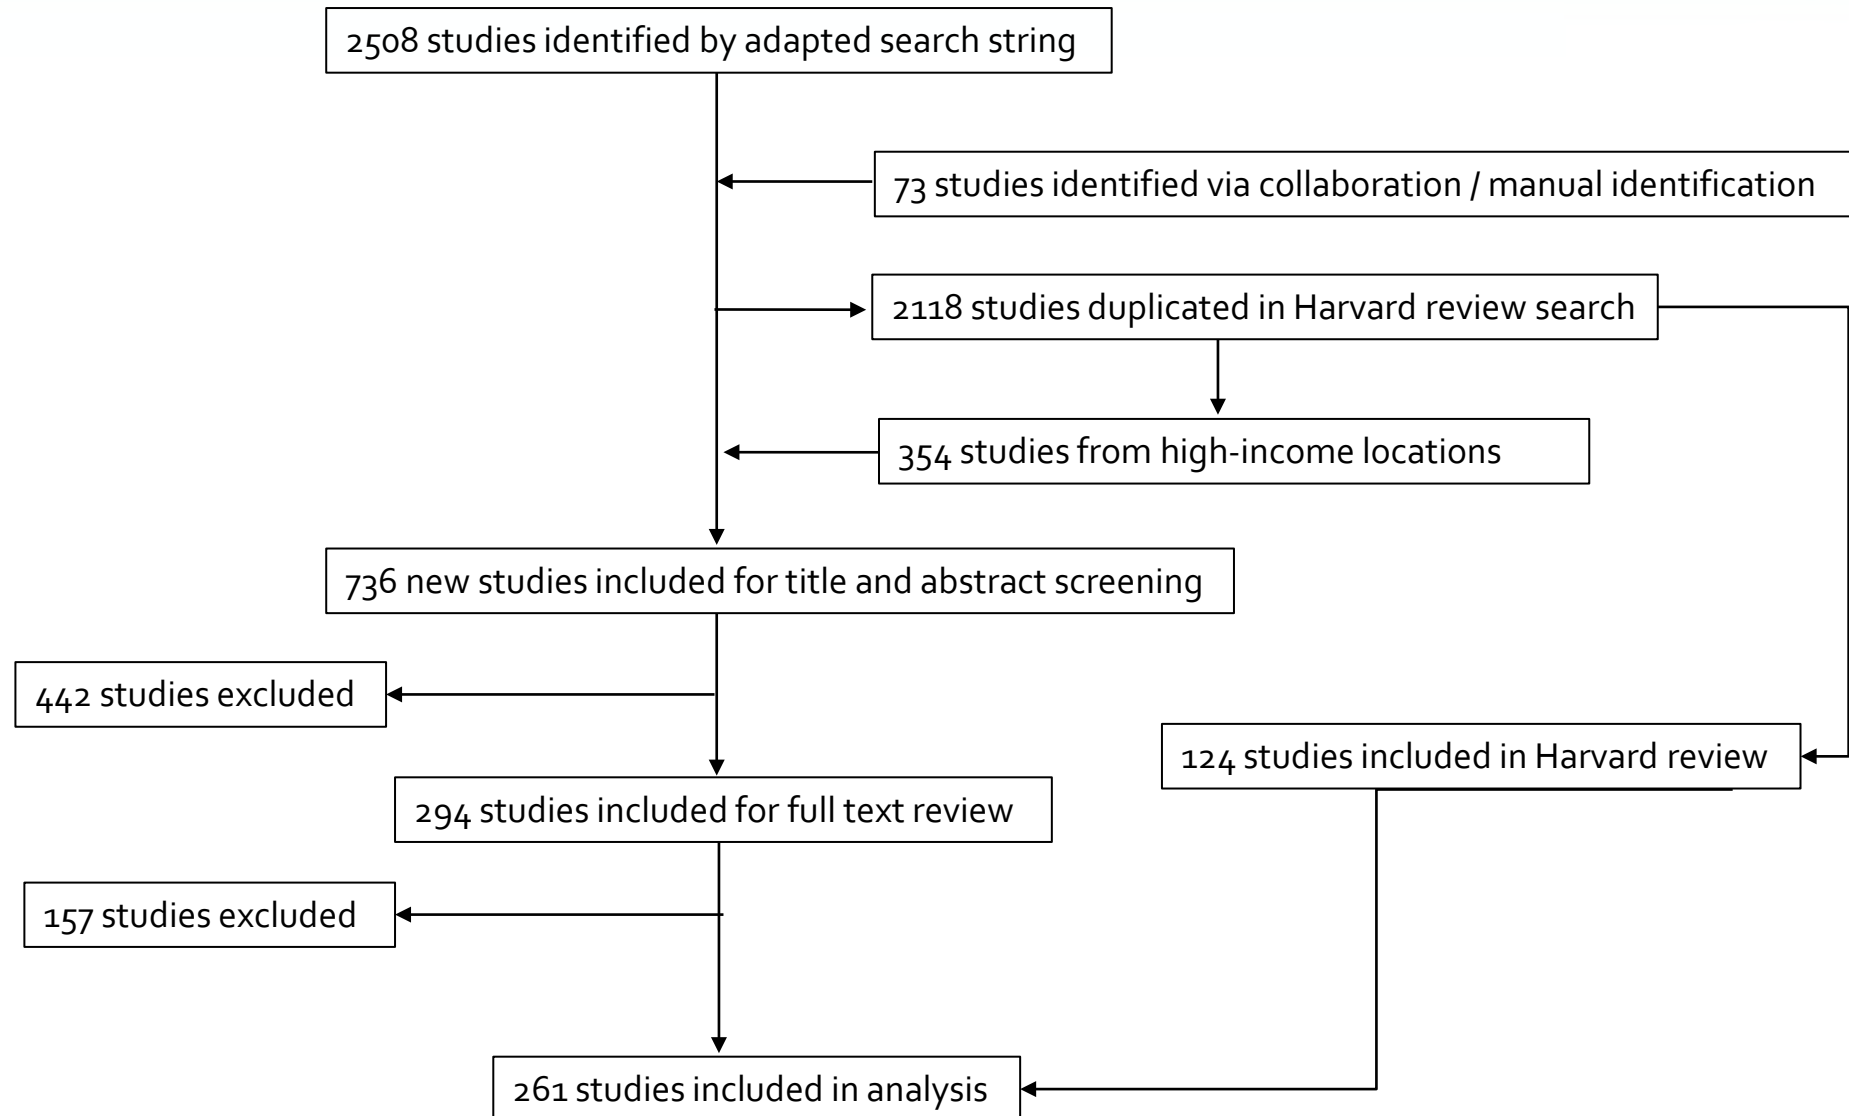 2508 studies identified by adapted search string
73 studies identified via collaboration / manual identification
2118 studies duplicated in Harvard review search
354 studies from high-income locations
736 new studies included for title and abstract screening
442 studies excluded
124 studies included in Harvard review
294 studies included for full text review
157 studies excluded
261 studies included in analysis